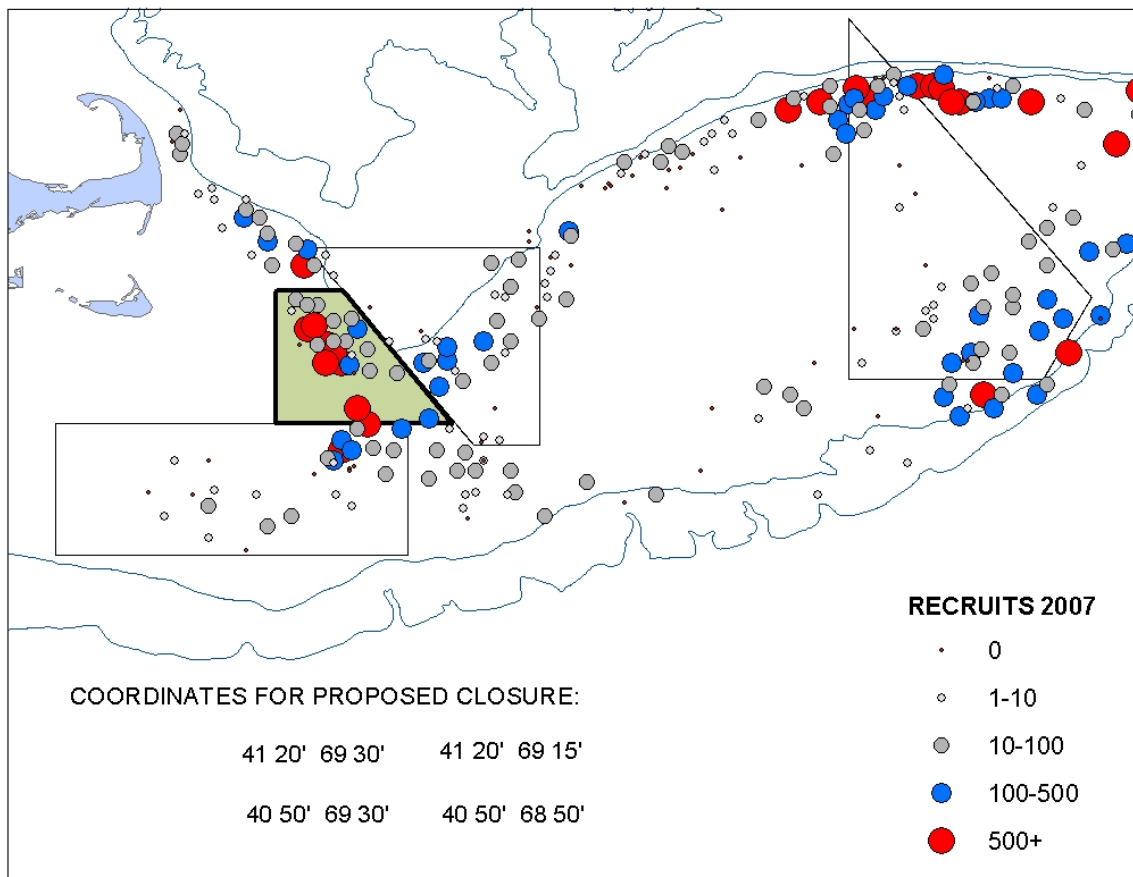 RECRUITS 2007
0
1-10
10-100
100-500
500+
COORDINATES FOR PROPOSED CLOSURE:
41 20' 69 30' 41 20' 69 15'
40 50' 69 30' 40 50' 68 50'